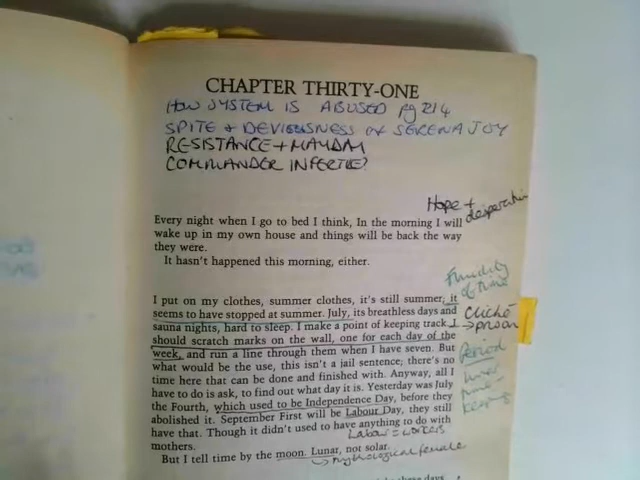 CHAPTER THIRTY-ONE
HOW SYSTEM IS ABUSED pg 214
SPITE + DEVIOUSNESS OF SERENA JOY
RESISTANCE + MAYDAY
COMMANDER INFERTILE?
Hope +
desperation
Every night when I go to bed I think, In the morning I will
wake up in my own house and things will be back the way
they were.
It hasn't happened this morning, either.
Fluidity
of time
I put on my clothes, summer clothes, it's still summer; it
seems to have stopped at summer. July, its breathless days and
sauna nights, hard to sleep. I make a point of keeping track. I
should scratch marks on the wall, one for each day of the
week, and run a line through them when I have seven. But
what would be the use, this isn't a jail sentence; there's no
time here that can be done and finished with. Anyway, all I
have to do is ask, to find out what day it is. Yesterday was July
the Fourth, which used to be Independence Day, before they
abolished it. September First will be Labour Day, they still
have that. Though it didn't used to have anything to do with
mothers.
But I tell time by the moon. Lunar, not solar.
Cliché
→ prison
Period
keeping
Labour = workers
→ mythological female